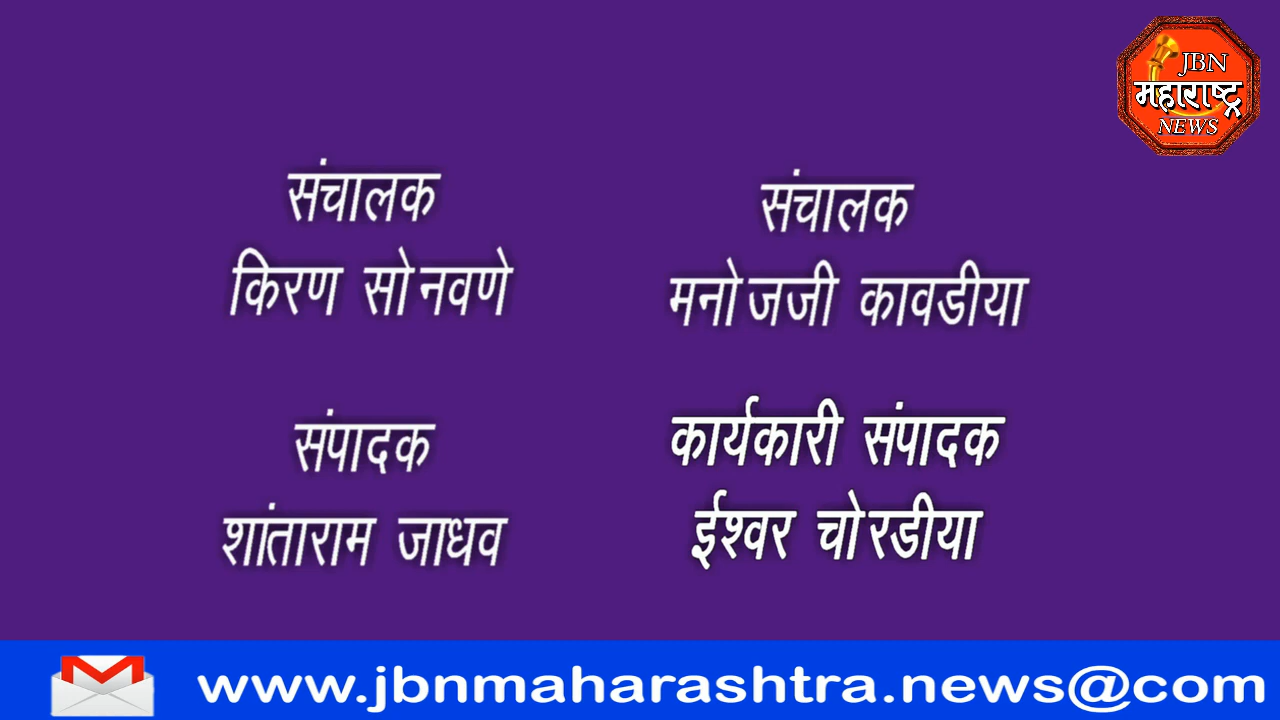 JBN
महाराष्ट्र
NEWS
संचालक
किरण सोनवणे
संचालक
मनोजजी कावडीया
संपादक
शांताराम जाधव
कार्यकारी संपादक
ईश्वर चोरडीया
www.jbnmaharashtra.news@com